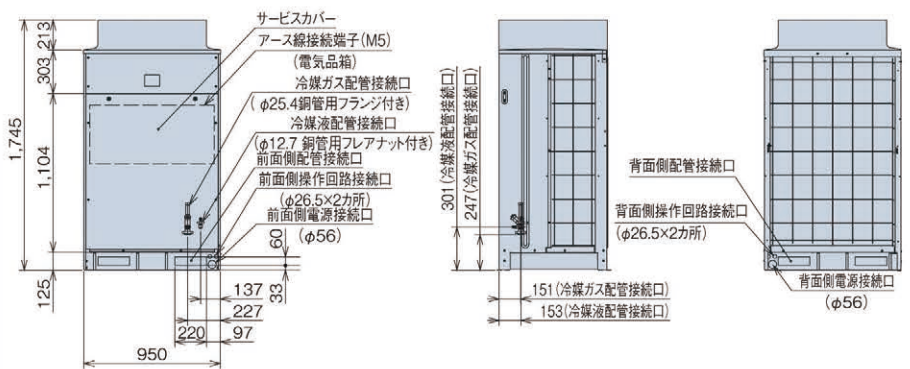 サービスカバー
アース線接続端子(M5)
(電気品箱)
冷媒ガス配管接続口
(φ25.4銅管用フランジ付き)
冷媒液配管接続口
(φ12.7 銅管用フレアナット付き)
前面側配管接続口
前面側操作回路接続口
(φ26.5×2カ所)
前面側電源接続口
(φ56)
213
303
1,745
1,104
125
60
33
137
227
220
97
950
301(冷媒液配管接続口)
247(冷媒ガス配管接続口)
151(冷媒ガス配管接続口)
153(冷媒液配管接続口)
背面側配管接続口
背面側操作回路接続口
(φ26.5×2カ所)
背面側電源接続口
(φ56)